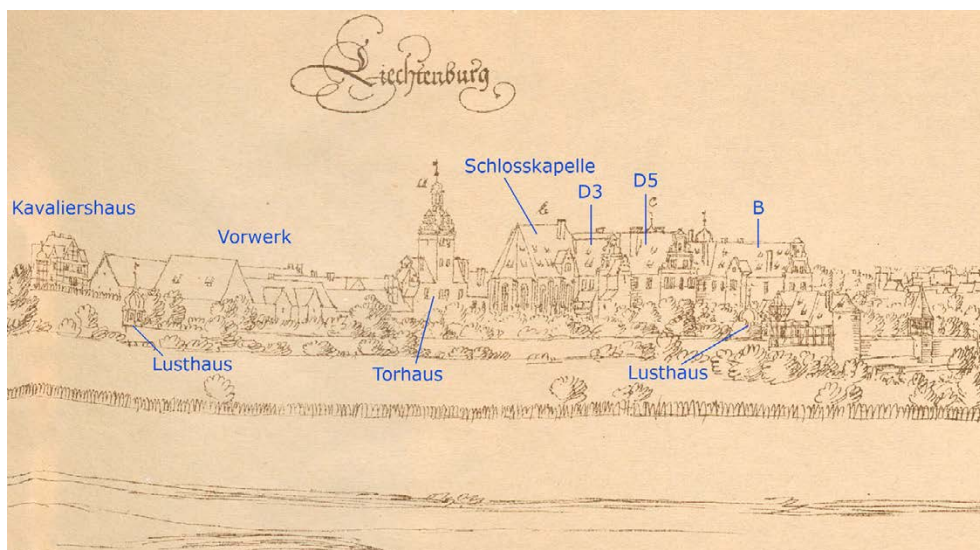 Liechtenburg
Schlosskapelle
D3
D5
B
Kavaliershaus
Vorwerk
a
b
c
Lusthaus
Torhaus
Lusthaus